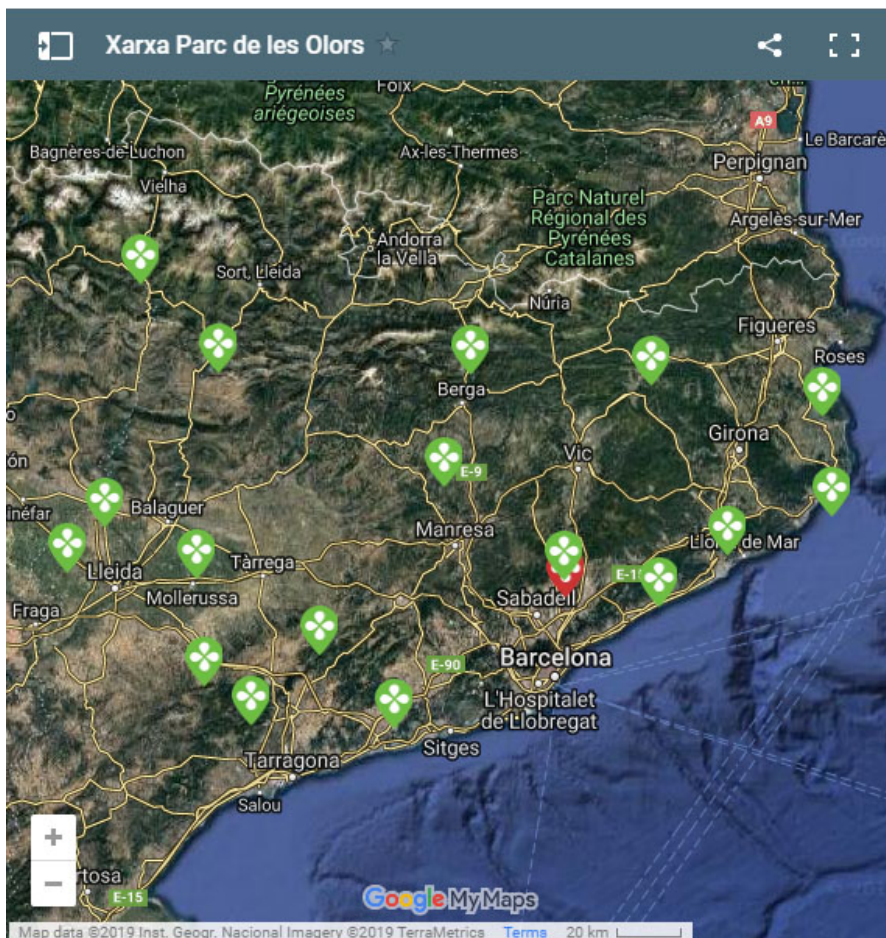 Xarxa Parc de les Olors
Pyrénées
ariégeoises
Foix
A9
Le Barcarè
Bagnères-de-Luchon
Ax-les-Thermes
Perpignan
Vielha
Parc Naturel
Régional des
Pyrénées
Catalanes
Argelès-sur-Mer
Andorra
la Vella
Sort, Lleida
Núria
Figueres
Roses
Berga
Girona
Vic
ón
E-9
inéfar
Balaguer
Manresa
Lleida
Tàrrega
de Mar
Mollerussa
Sabadell
Fraga
Barcelona
E-90
L'Hospitalet
de Llobregat
Sitges
Tarragona
Salou
+
−
tosa
E-15
Google My Maps
Map data ©2019 Inst. Geogr. Nacional Imagery ©2019 TerraMetrics Terms 20 km